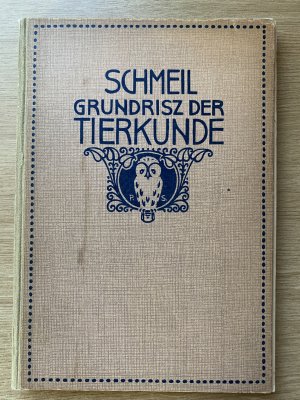 SCHMEIL
GRUNDRISZ DER
TIERKUNDE
P S